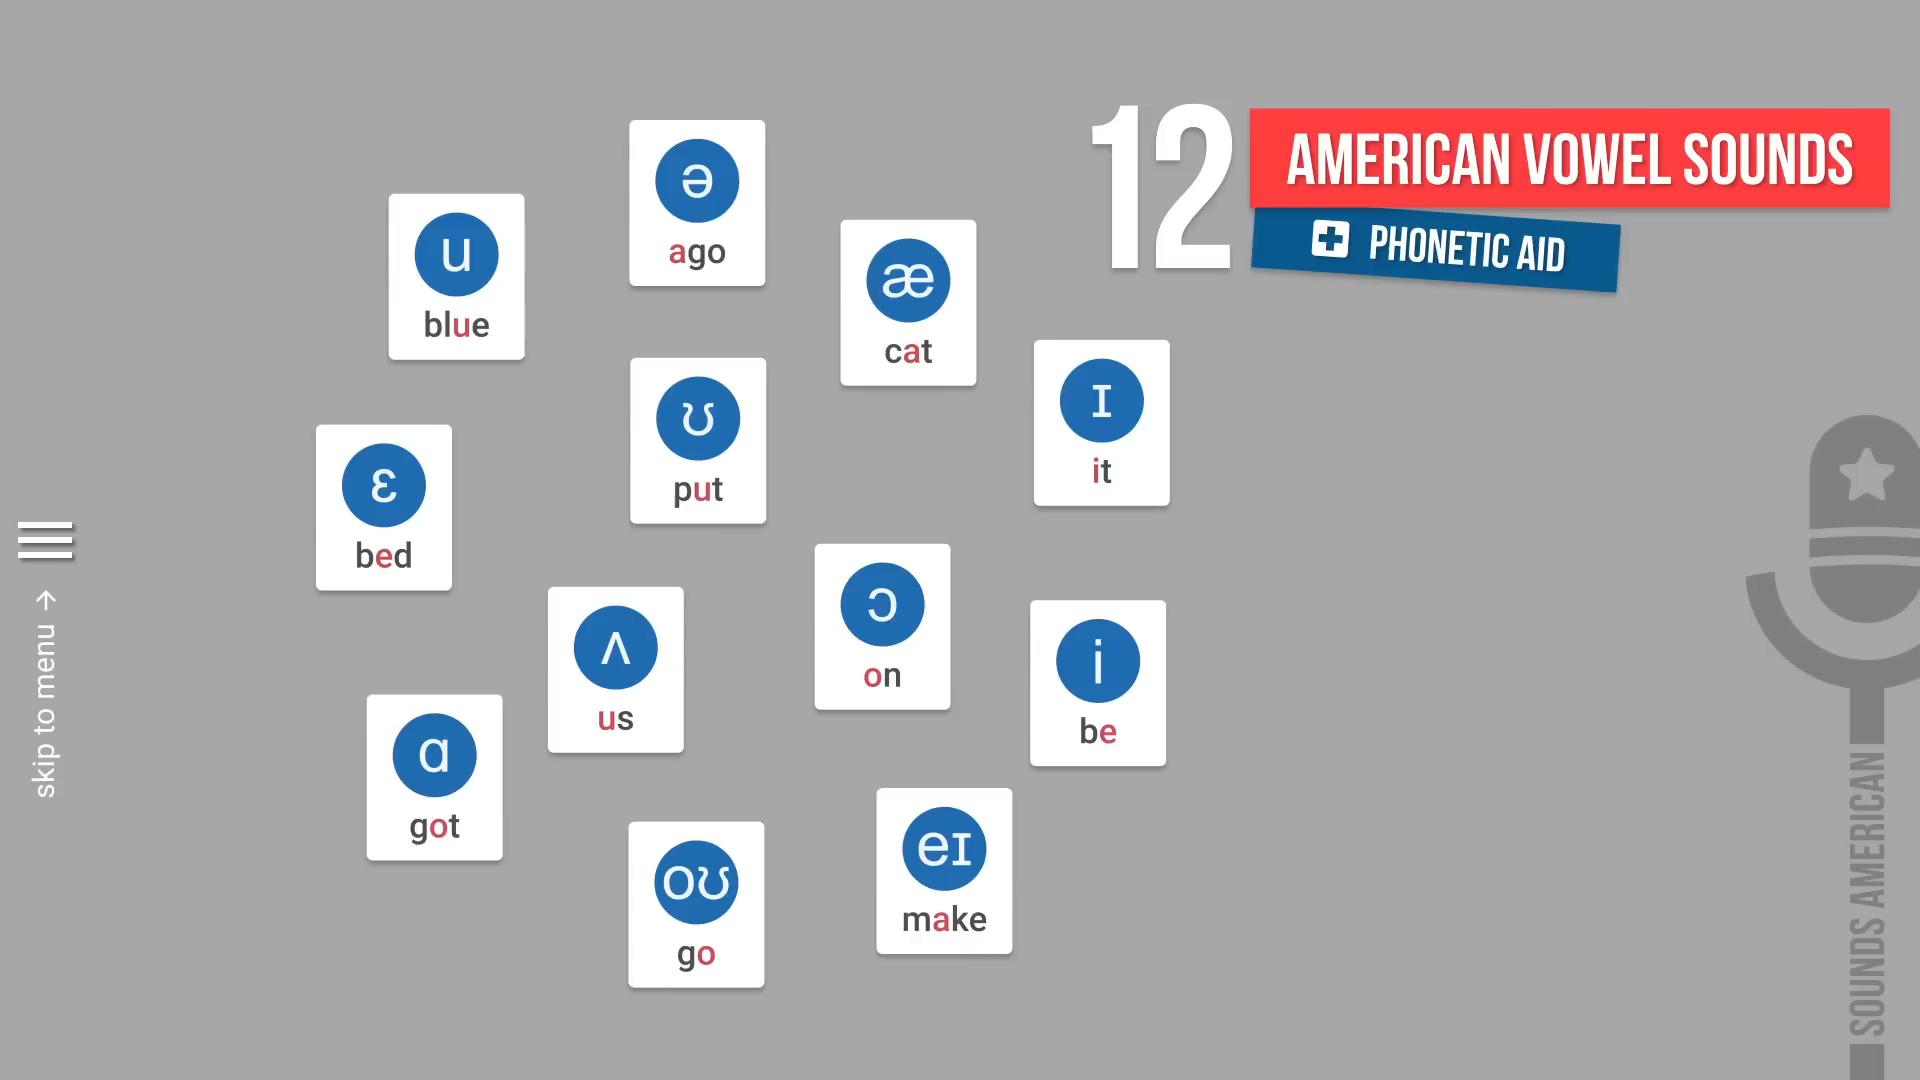 12
AMERICAN VOWEL SOUNDS
PHONETIC AID
ə
ago
u
blue
æ
cat
ʊ
put
ɪ
it
ɛ
bed
ɔ
on
ʌ
us
i
be
ɑ
got
eɪ
make
oʊ
go
skip to menu →
SOUNDS AMERICAN